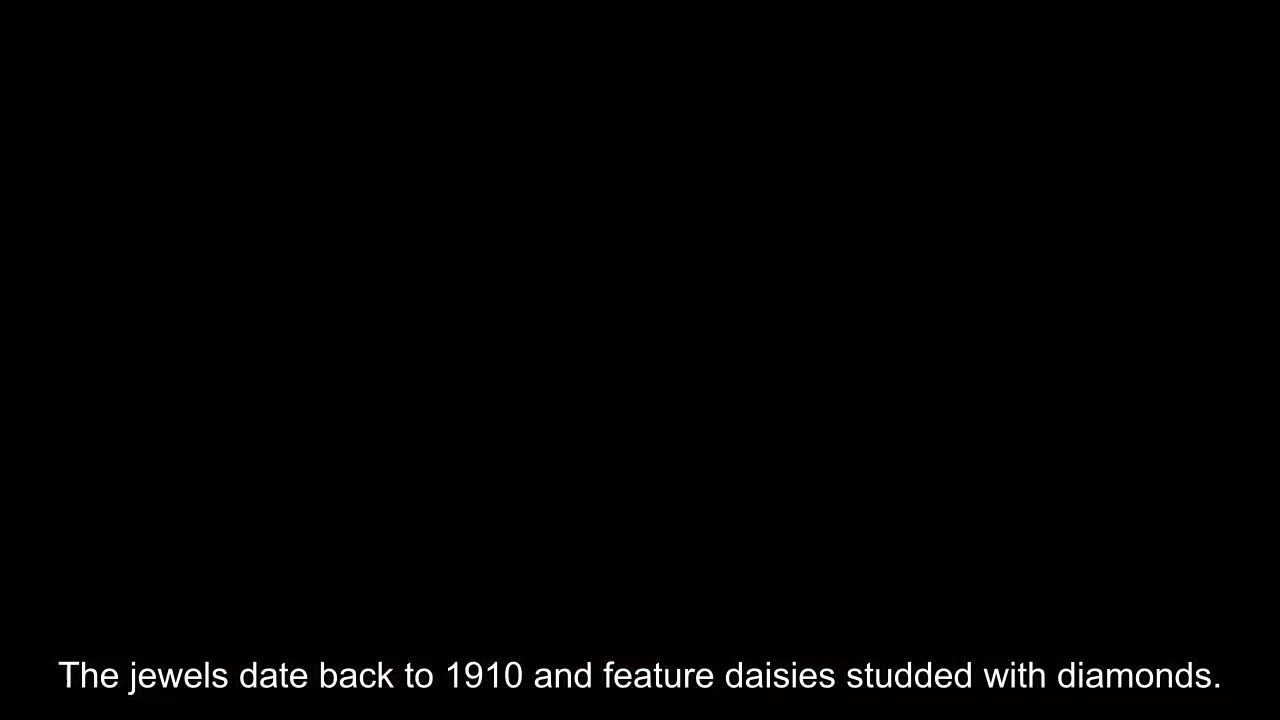 The jewels date back to 1910 and feature daisies studded with diamonds.